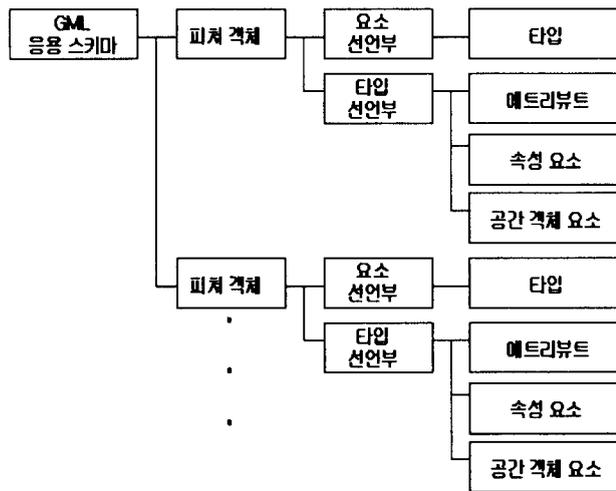 GML
응용 스키마
피쳐 객체
요소
선언부
타입
타입
선언부
애트리뷰트
속성 요소
공간 객체 요소
피쳐 객체
요소
선언부
타입
타입
선언부
애트리뷰트
속성 요소
공간 객체 요소